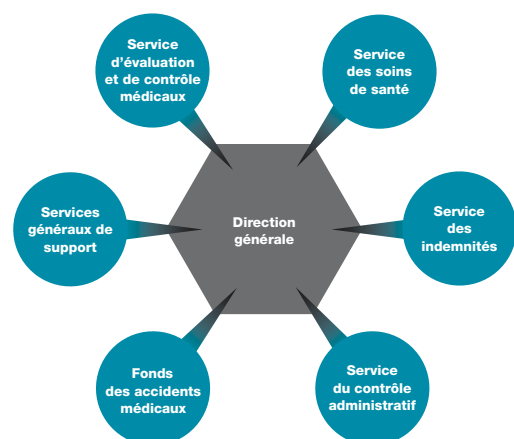 Service
d'évaluation
et de contrôle
médicaux
Service
des soins
de santé
Services
généraux de
support
Direction
générale
Service
des
indemnités
Fonds
des accidents
médicaux
Service
du contrôle
administratif